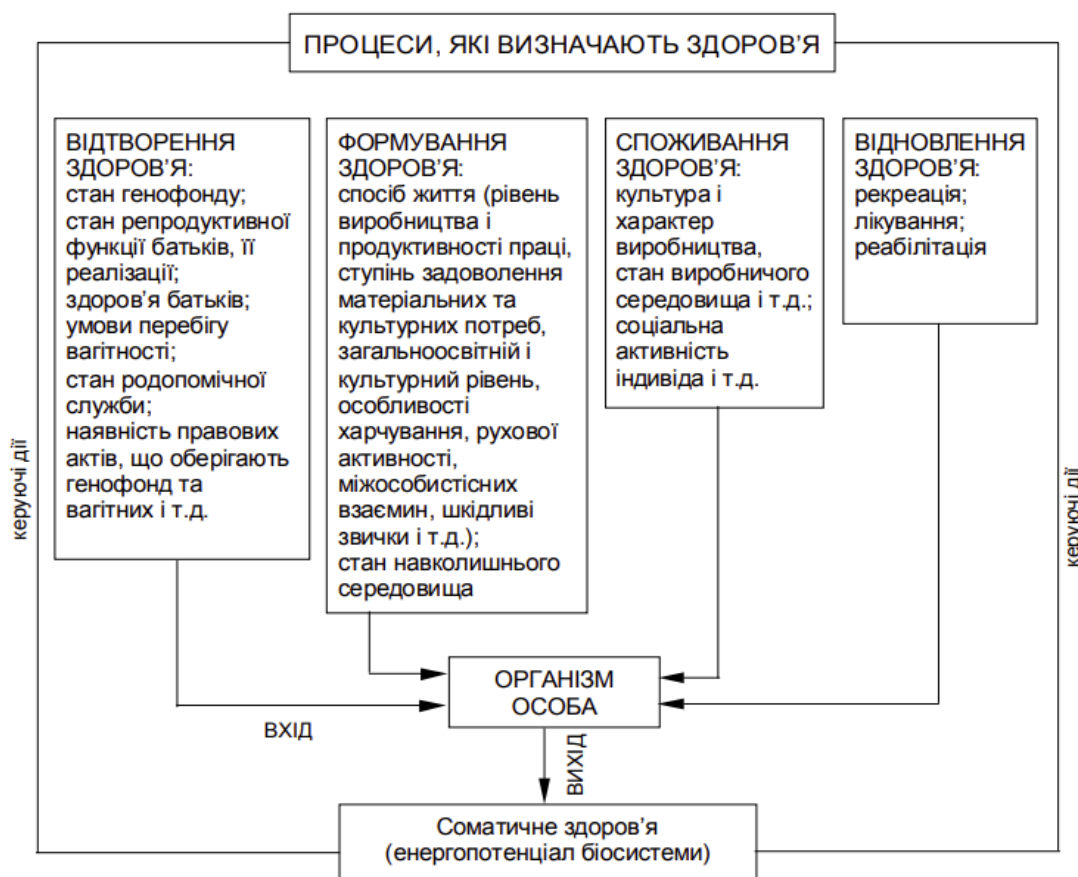 ПРОЦЕСИ, ЯКІ ВИЗНАЧАЮТЬ ЗДОРОВ’Я
ВІДТВОРЕННЯ
ЗДОРОВ’Я:
стан генофонду;
стан репродуктивної
функції батьків, її
реалізації;
здоров’я батьків;
умови перебігу
вагітності;
стан родопомічної
служби;
наявність правових
актів, що оберігають
генофонд та
вагітних і т.д.
ФОРМУВАННЯ
ЗДОРОВ’Я:
спосіб життя (рівень
виробництва і
продуктивності праці,
ступінь задоволення
матеріальних та
культурних потреб,
загальноосвітній і
культурний рівень,
особливості
харчування, рухової
активності,
міжособистісних
взаємин, шкідливі
звички і т.д.);
стан навколишнього
середовища
СПОЖИВАННЯ
ЗДОРОВ’Я:
культура і
характер
виробництва,
стан виробничого
середовища і т.д.;
соціальна
активність
індивіда і т.д.
ВІДНОВЛЕННЯ
ЗДОРОВ’Я:
рекреація;
лікування;
реабілітація
керуючі дії
керуючі дії
ОРГАНІЗМ
ОСОБА
ВХІД
ВИХІД
Соматичне здоров’я
(енергопотенціал біосистеми)